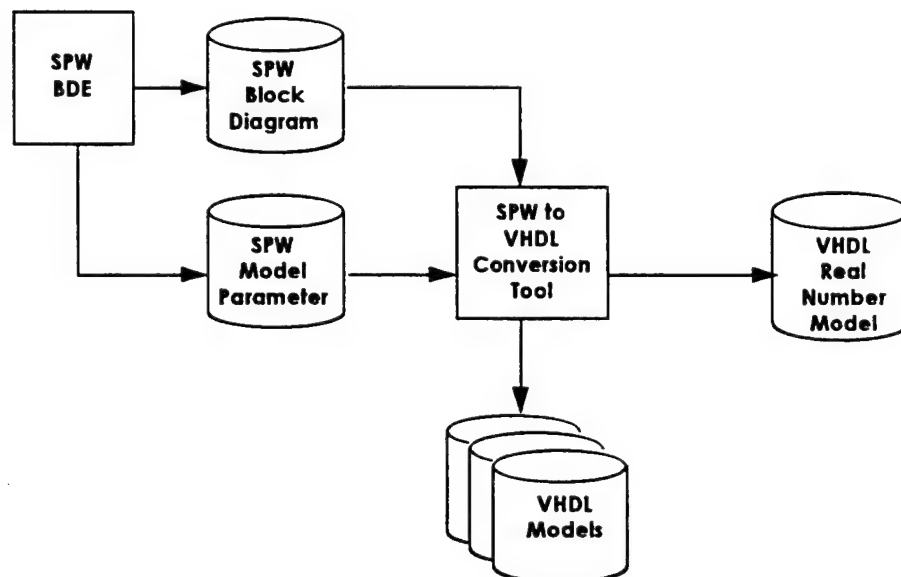 SPW
BDE
SPW
Block
Diagram
SPW
Model
Parameter
SPW to
VHDL
Conversion
Tool
VHDL
Real
Number
Model
VHDL
Models